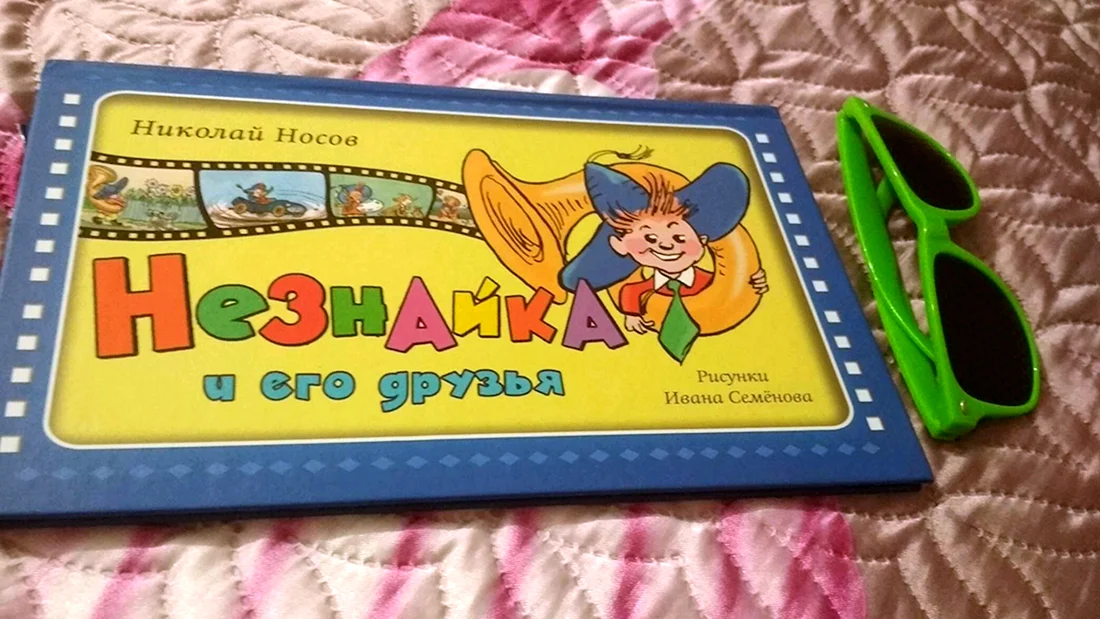 Николай Носов
НеЗнАйкА
и его друзья
Рисунки
Ивана Семёнова